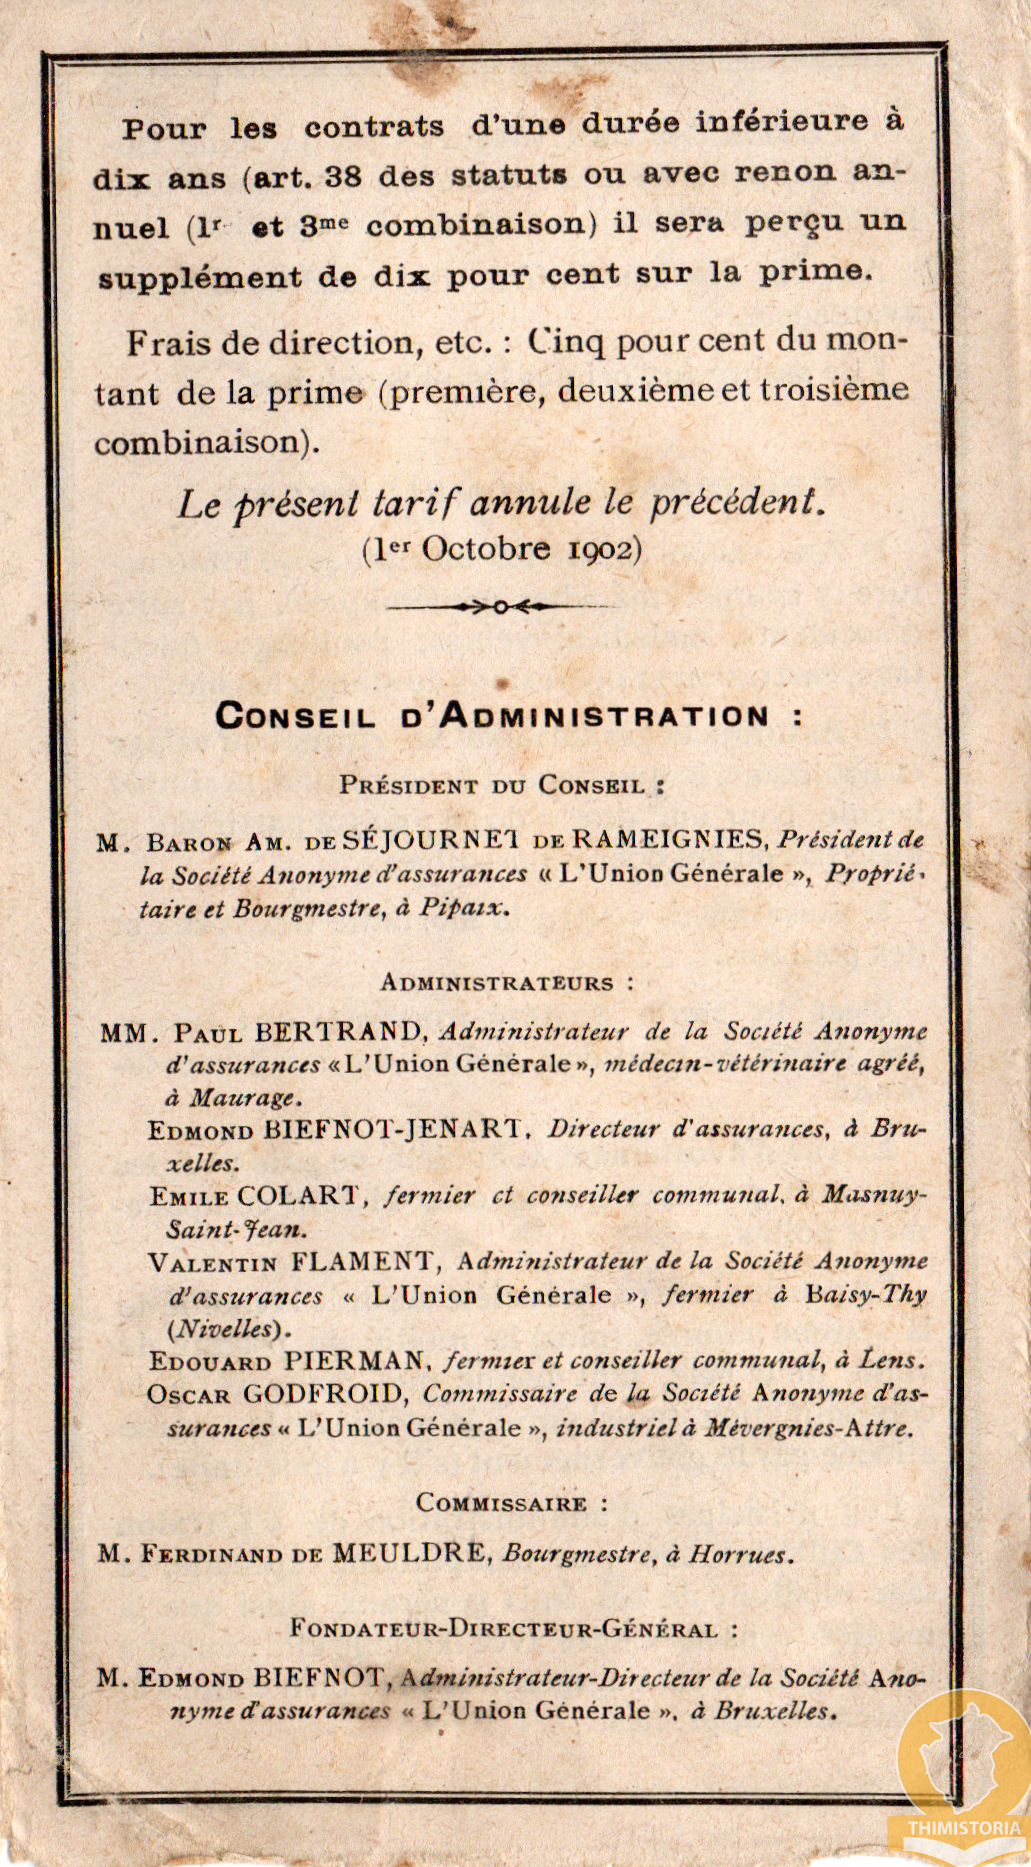 Pour les contrats d'une durée inférieure à
dix ans (art. 38 des statuts ou avec renon an-
nuel (1r et 3me combinaison) il sera perçu un
supplément de dix pour cent sur la prime.
Frais de direction, etc. : Cinq pour cent du mon-
tant de la prime (première, deuxième et troisième
combinaison).
Le présent tarif annule le précédent.
(1er Octobre 1902)
CONSEIL D'ADMINISTRATION :
PRÉSIDENT DU CONSEIL :
M. BARON AM. DE SÉJOURNET DE RAMEIGNIES, Président de
la Société Anonyme d'assurances « L'Union Générale », Proprié-
taire et Bourgmestre, à Pipaix.
ADMINISTRATEURS :
MM. PAUL BERTRAND, Administrateur de la Société Anonyme
d'assurances « L'Union Générale », médecin-vétérinaire agréé,
à Maurage.
EDMOND BIEFNOT-JENART, Directeur d'assurances, à Bru-
xelles.
EMILE COLART, fermier et conseiller communal, à Masnuy-
Saint-Jean.
VALENTIN FLAMENT, Administrateur de la Société Anonyme
d'assurances « L'Union Générale », fermier à Baisy-Thy
(Nivelles).
EDOUARD PIERMAN, fermier et conseiller communal, à Lens.
OSCAR GODFROID, Commissaire de la Société Anonyme d'as-
surances « L'Union Générale », industriel à Mévergnies-Attre.
COMMISSAIRE :
M. FERDINAND DE MEULDRE, Bourgmestre, à Horrues.
FONDATEUR-DIRECTEUR-GÉNÉRAL :
M. EDMOND BIEFNOT, Administrateur-Directeur de la Société Ano-
nyme d'assurances « L'Union Générale », à Bruxelles.
THIMISTORIA